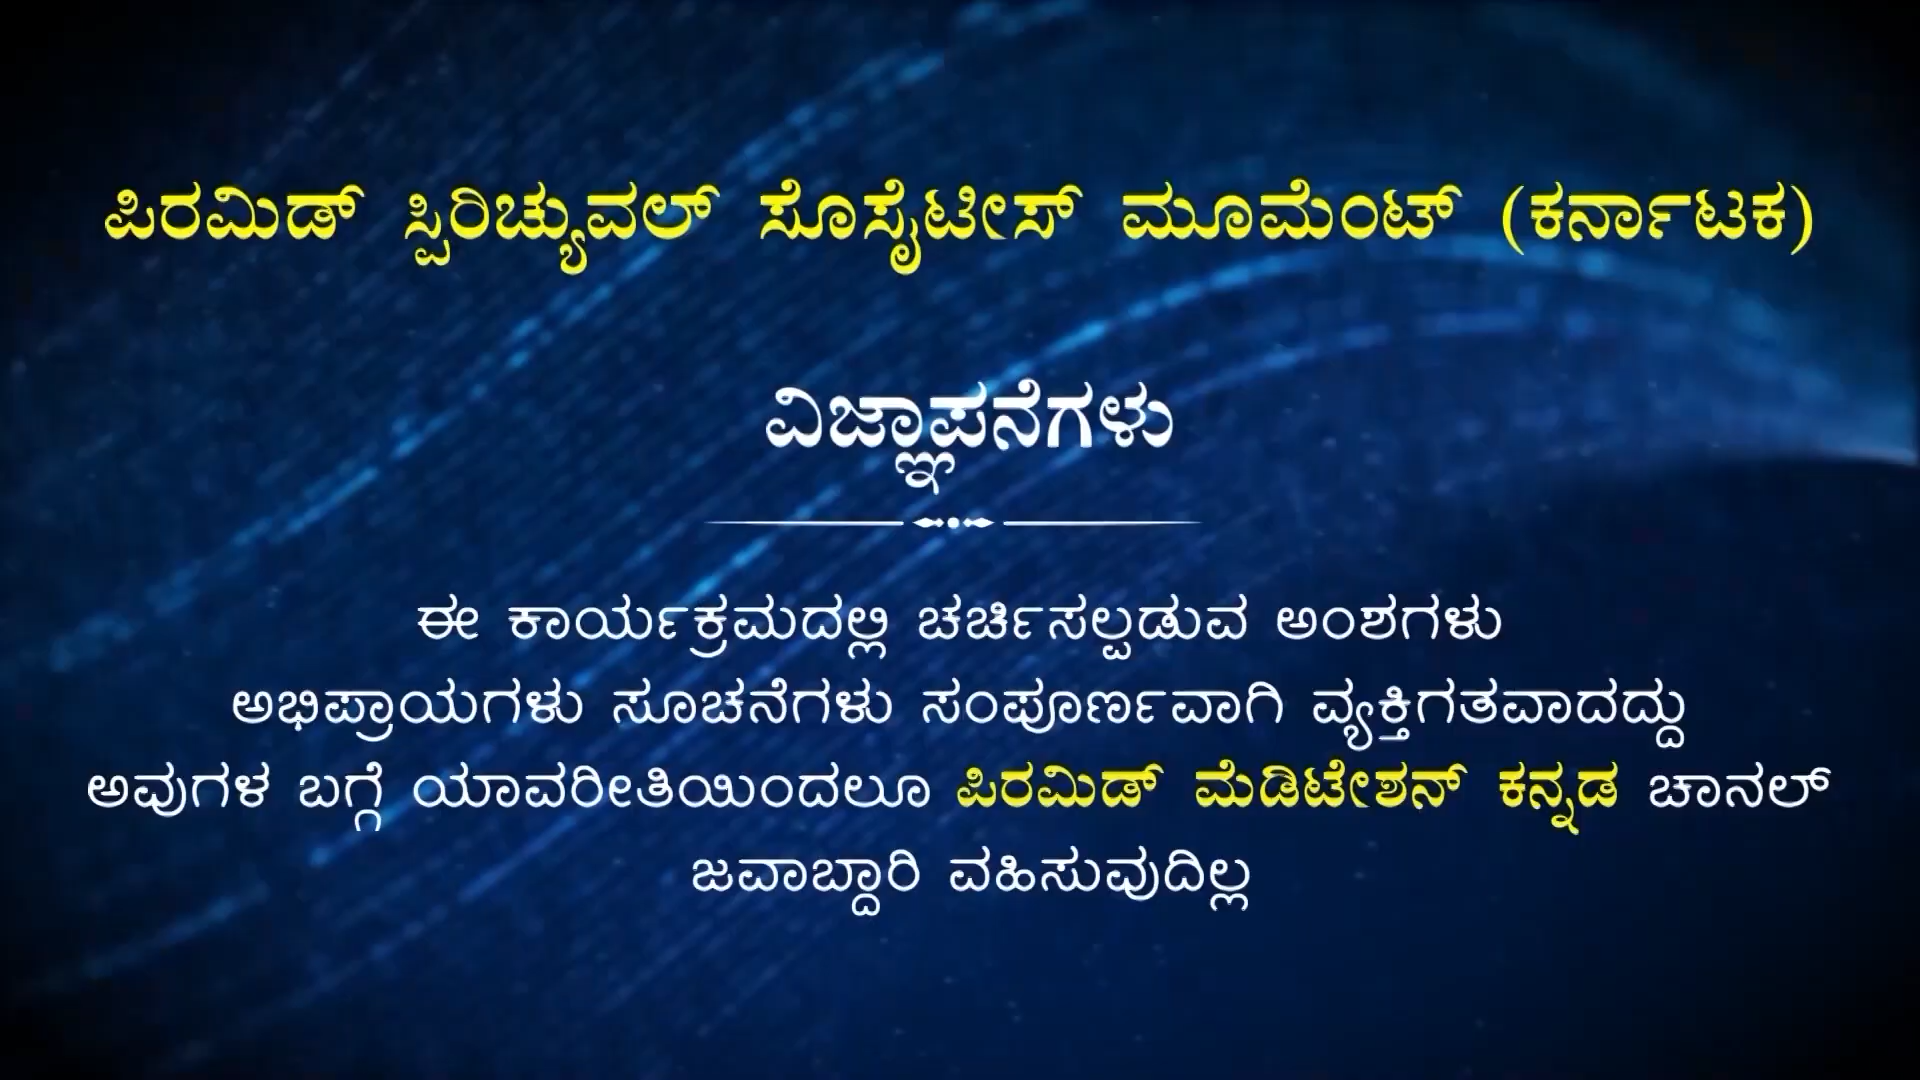 ಪಿರಮಿಡ್ ಸ್ಪಿರಿಚ್ಯುವಲ್ ಸೊಸೈಟೀಸ್ ಮೂಮೆಂಟ್ (ಕರ್ನಾಟಕ)
ವಿಜ್ಞಾಪನೆಗಳು
ಈ ಕಾರ್ಯಕ್ರಮದಲ್ಲಿ ಚರ್ಚಿಸಲ್ಪಡುವ ಅಂಶಗಳು
ಅಭಿಪ್ರಾಯಗಳು ಸೂಚನೆಗಳು ಸಂಪೂರ್ಣವಾಗಿ ವ್ಯಕ್ತಿಗತವಾದದ್ದು
ಅವುಗಳ ಬಗ್ಗೆ ಯಾವರೀತಿಯಿಂದಲೂ ಪಿರಮಿಡ್ ಮೆಡಿಟೇಶನ್ ಕನ್ನಡ ಚಾನಲ್
ಜವಾಬ್ದಾರಿ ವಹಿಸುವುದಿಲ್ಲ